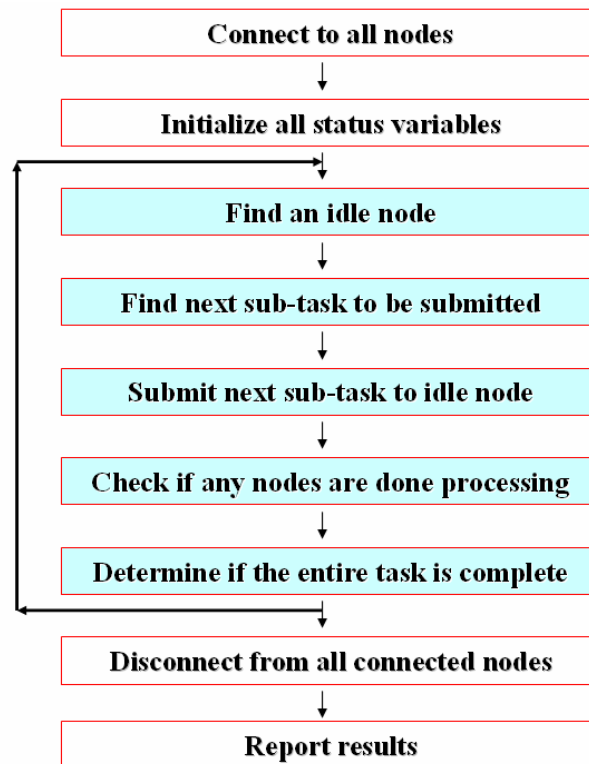 Connect to all nodes
Initialize all status variables
Find an idle node
Find next sub-task to be submitted
Submit next sub-task to idle node
Check if any nodes are done processing
Determine if the entire task is complete
Disconnect from all connected nodes
Report results